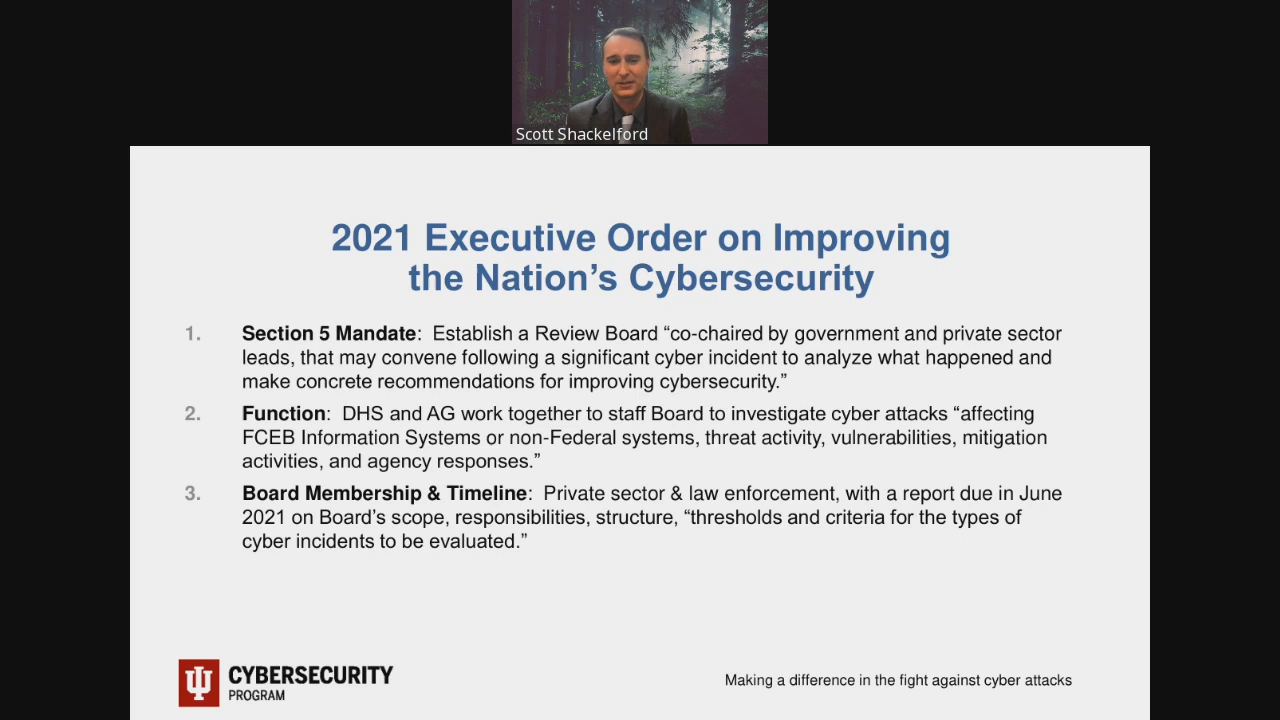 Scott Shackelford
2021 Executive Order on Improving
the Nation’s Cybersecurity
1. Section 5 Mandate: Establish a Review Board “co-chaired by government and private sector
leads, that may convene following a significant cyber incident to analyze what happened and
make concrete recommendations for improving cybersecurity.”
2. Function: DHS and AG work together to staff Board to investigate cyber attacks “affecting
FCEB Information Systems or non-Federal systems, threat activity, vulnerabilities, mitigation
activities, and agency responses.”
3. Board Membership & Timeline: Private sector & law enforcement, with a report due in June
2021 on Board’s scope, responsibilities, structure, “thresholds and criteria for the types of
cyber incidents to be evaluated.”
CYBERSECURITY
PROGRAM
Making a difference in the fight against cyber attacks